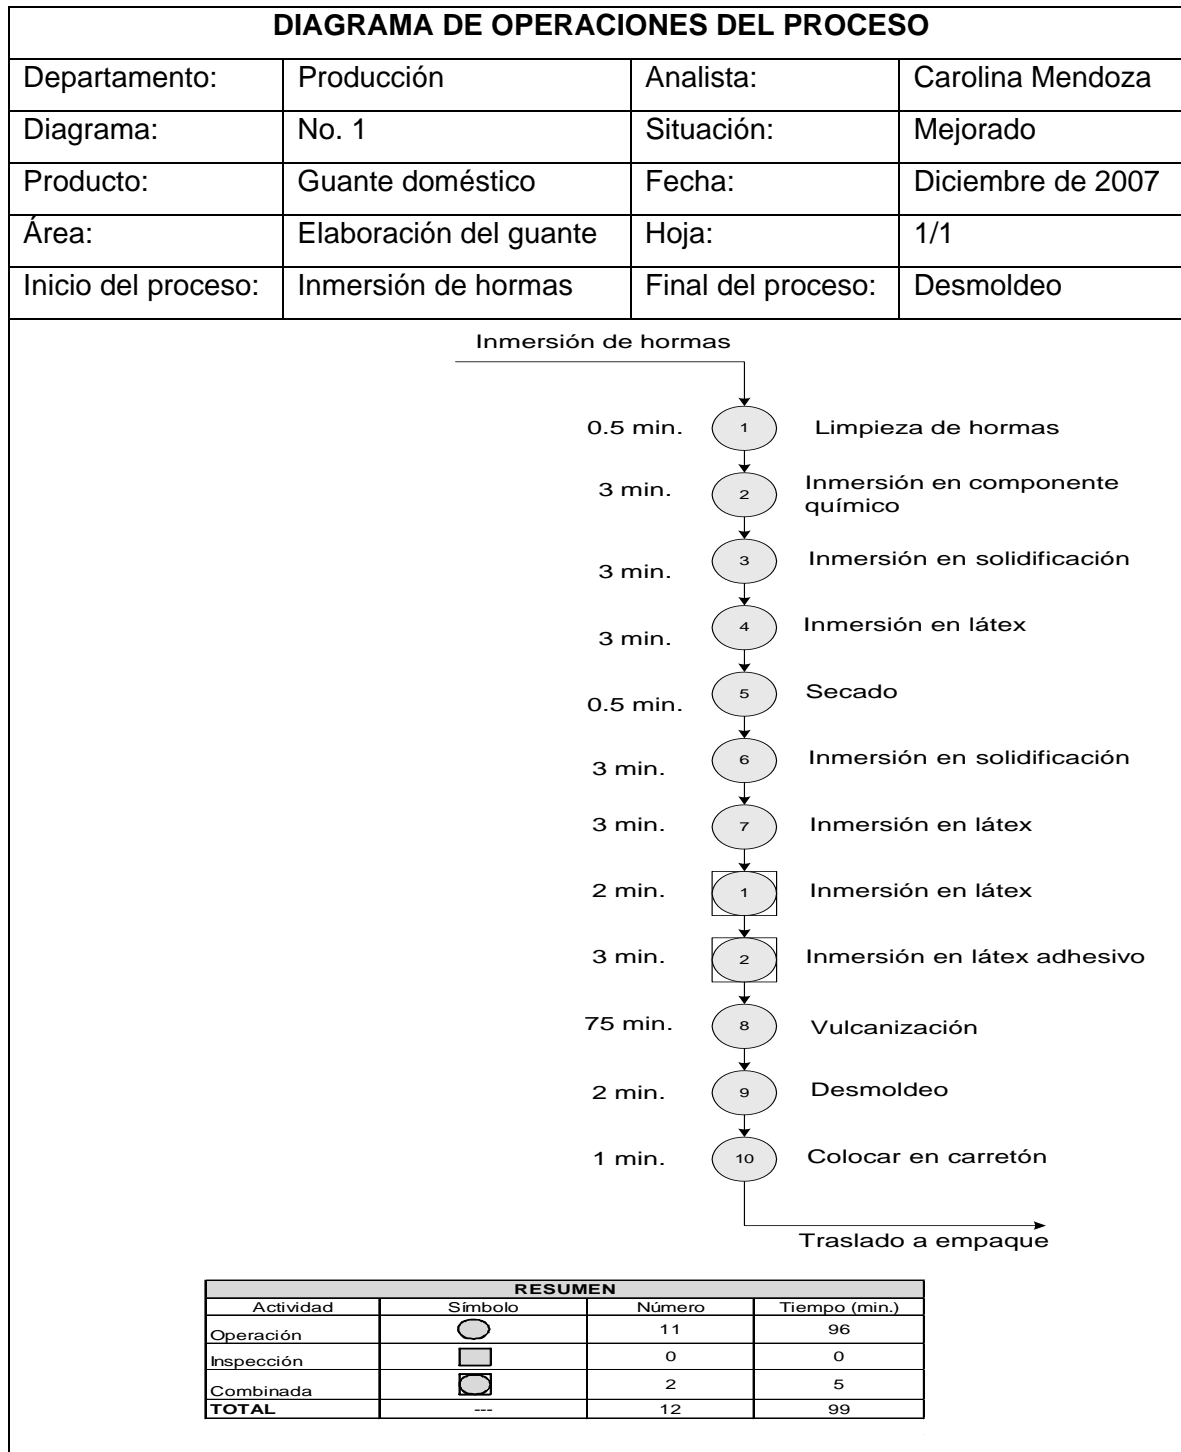 DIAGRAMA DE OPERACIONES DEL PROCESO
Departamento: Producción Analista: Carolina Mendoza
Diagrama: No. 1 Situación: Mejorado
Producto: Guante doméstico Fecha: Diciembre de 2007
Área: Elaboración del guante Hoja: 1/1
Inicio del proceso: Inmersión de hormas Final del proceso: Desmoldeo
Inmersión de hormas
0.5 min. 1 Limpieza de hormas
3 min. 2 Inmersión en componente
químico
3 min. 3 Inmersión en solidificación
3 min. 4 Inmersión en látex
0.5 min. 5 Secado
3 min. 6 Inmersión en solidificación
3 min. 7 Inmersión en látex
2 min. 1 Inmersión en látex
3 min. 2 Inmersión en látex adhesivo
75 min. 8 Vulcanización
2 min. 9 Desmoldeo
1 min. 10 Colocar en carretón
Traslado a empaque
RESUMEN
Actividad Símbolo Número Tiempo (min.)
Operación 11 96
Inspección 0 0
Combinada 2 5
TOTAL --- 12 99